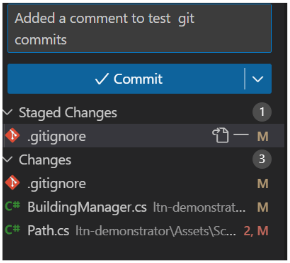 Added a comment to test  git
commits
Commit
Staged Changes 1
.gitignore M
Changes 3
.gitignore M
C# BuildingManager.cs ltn-demonstrat... M
C# Path.cs ltn-demonstrator\Assets\Sc... 2, M